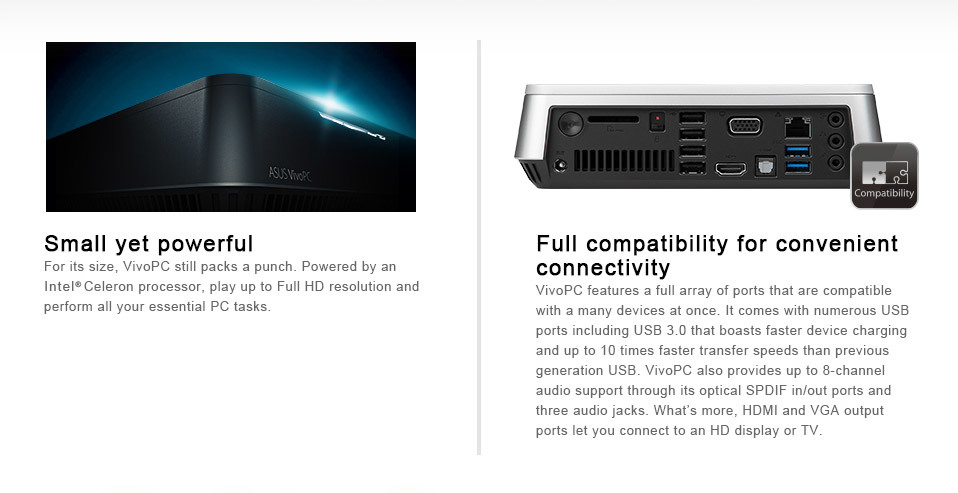 ASUS VivoPC
Small yet powerful
For its size, VivoPC still packs a punch. Powered by an
Intel® Celeron processor, play up to Full HD resolution and
perform all your essential PC tasks.
Compatibility
Full compatibility for convenient
connectivity
VivoPC features a full array of ports that are compatible
with a many devices at once. It comes with numerous USB
ports including USB 3.0 that boasts faster device charging
and up to 10 times faster transfer speeds than previous
generation USB. VivoPC also provides up to 8-channel
audio support through its optical SPDIF in/out ports and
three audio jacks. What's more, HDMI and VGA output
ports let you connect to an HD display or TV.